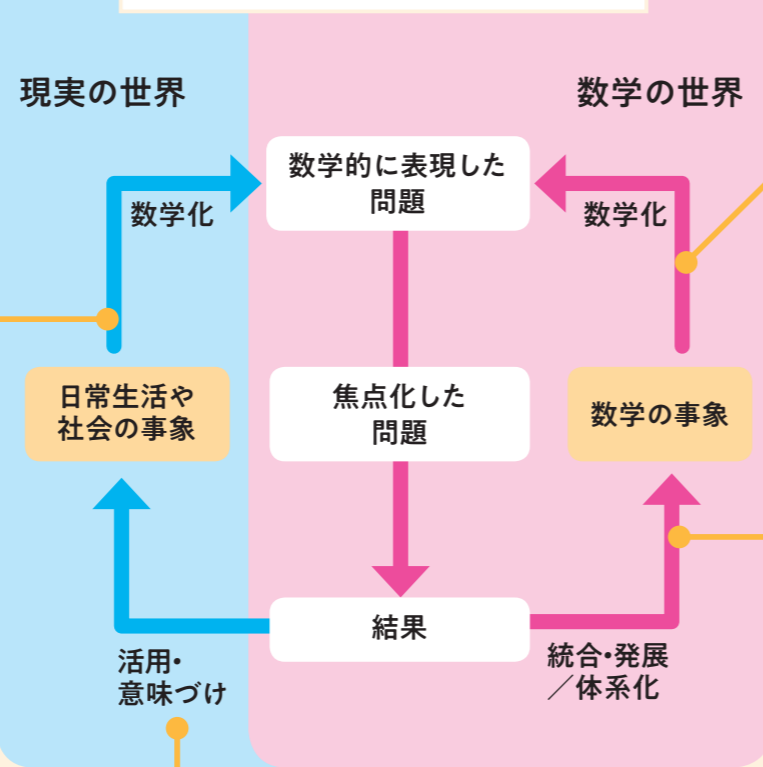 現実の世界
数学の世界
数学的に表現した
問題
数学化
数学化
日常生活や
社会の事象
焦点化した
問題
数学の事象
結果
活用・
意味づけ
統合・発展
／体系化